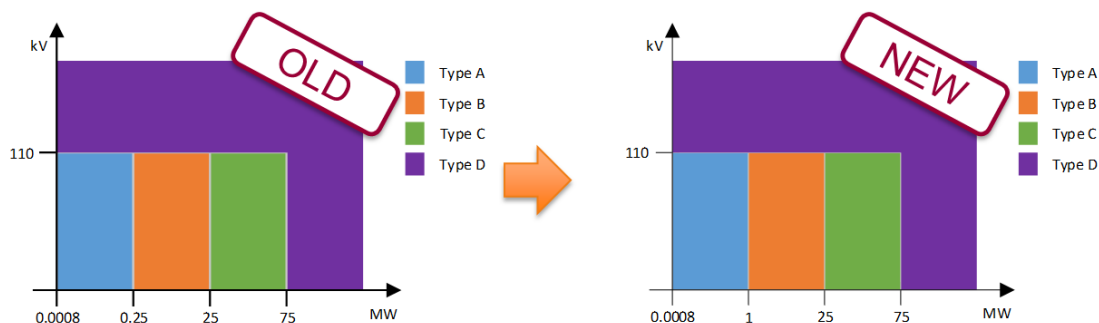 kV
OLD
Type A
Type B
Type C
Type D
110
0.0008
0.25
25
75
MW
kV
NEW
Type A
Type B
Type C
Type D
110
0.0008
1
25
75
MW